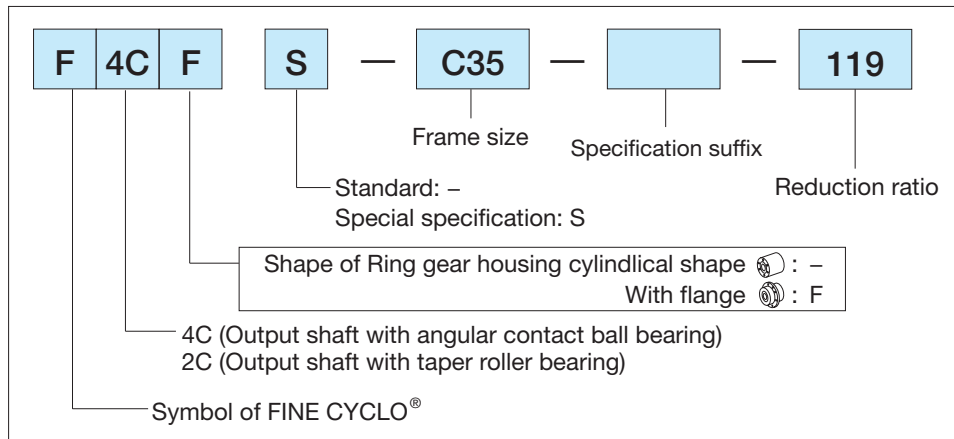 F 4C F S — C35 — — 119
Frame size
Specification suffix
Reduction ratio
Standard: –
Special specification: S
Shape of Ring gear housing cylindlical shape : –
With flange : F
4C (Output shaft with angular contact ball bearing)
2C (Output shaft with taper roller bearing)
Symbol of FINE CYCLO®